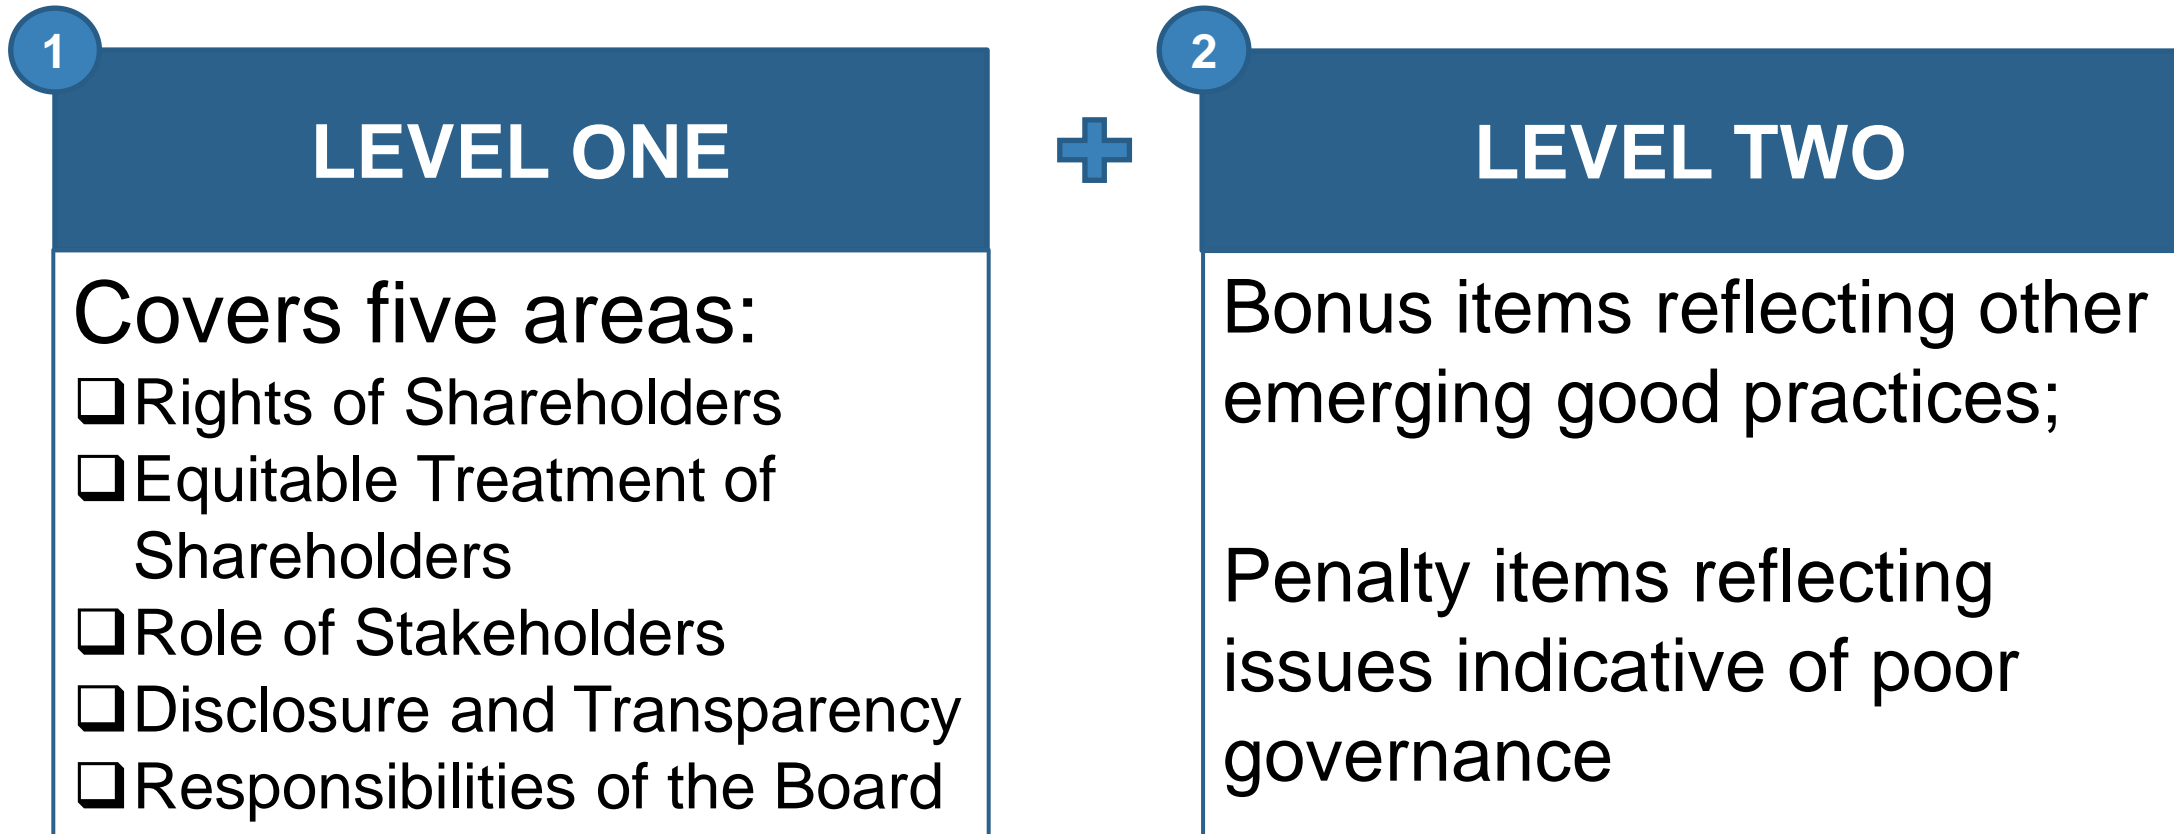 1
LEVEL ONE
Covers five areas:
❑Rights of Shareholders
❑Equitable Treatment of
Shareholders
❑Role of Stakeholders
❑Disclosure and Transparency
❑Responsibilities of the Board
2
LEVEL TWO
Bonus items reflecting other
emerging good practices;
Penalty items reflecting
issues indicative of poor
governance